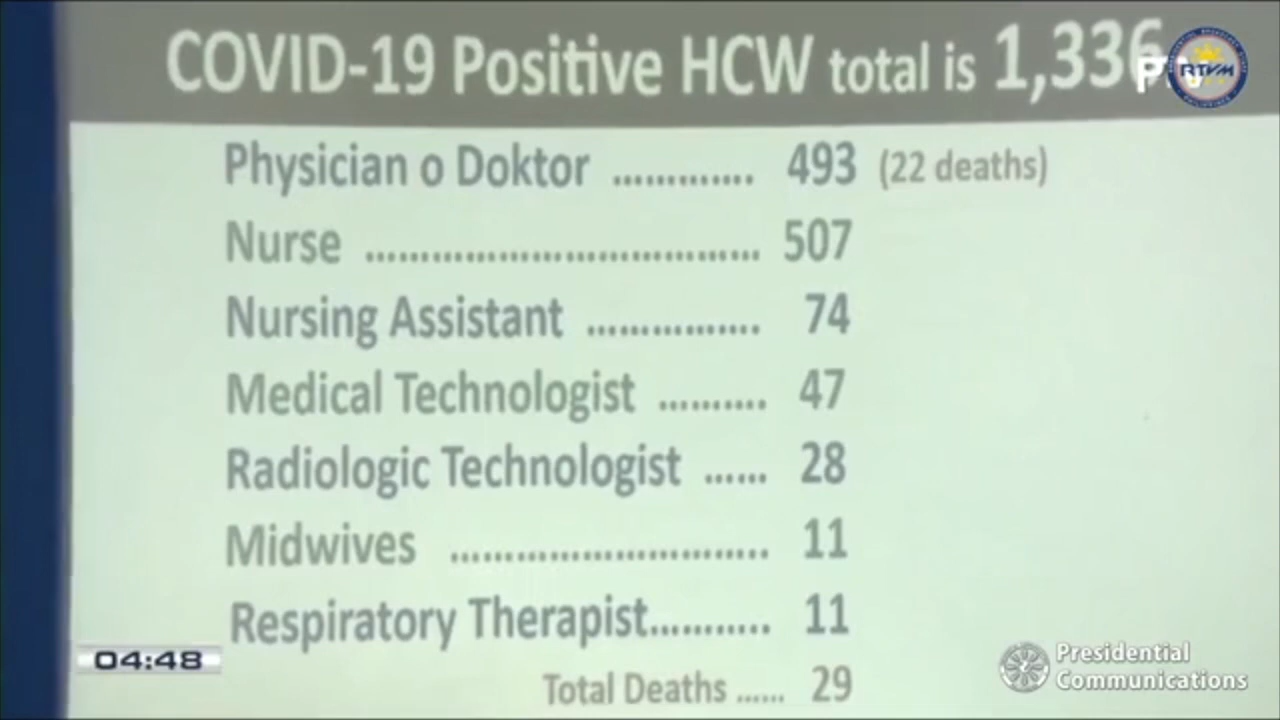 COVID-19 Positive HCW total is 1,336
RTVM
Physician o Doktor ............. 493 (22 deaths)
Nurse .................................... 507
Nursing Assistant ................ 74
Medical Technologist .......... 47
Radiologic Technologist ...... 28
Midwives ............................. 11
Respiratory Therapist........... 11
Total Deaths ...... 29
04:48
Presidential
Communications